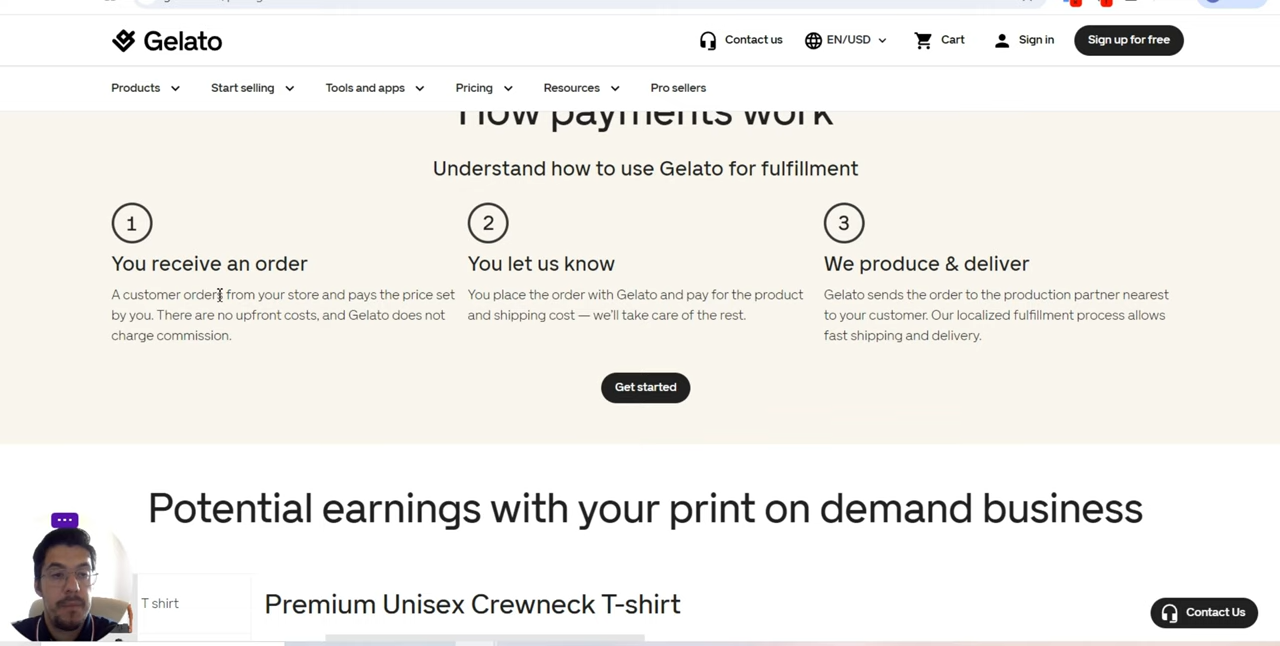 Gelato
Contact us
EN/USD
Cart
Sign in
Sign up for free
Products
Start selling
Tools and apps
Pricing
Resources
Pro sellers
How payments work
Understand how to use Gelato for fulfillment
1
You receive an order
A customer orders from your store and pays the price set
by you. There are no upfront costs, and Gelato does not
charge commission.
2
You let us know
You place the order with Gelato and pay for the product
and shipping cost — we'll take care of the rest.
3
We produce & deliver
Gelato sends the order to the production partner nearest
to your customer. Our localized fulfillment process allows
fast shipping and delivery.
Get started
Potential earnings with your print on demand business
T shirt
Premium Unisex Crewneck T-shirt
Contact Us